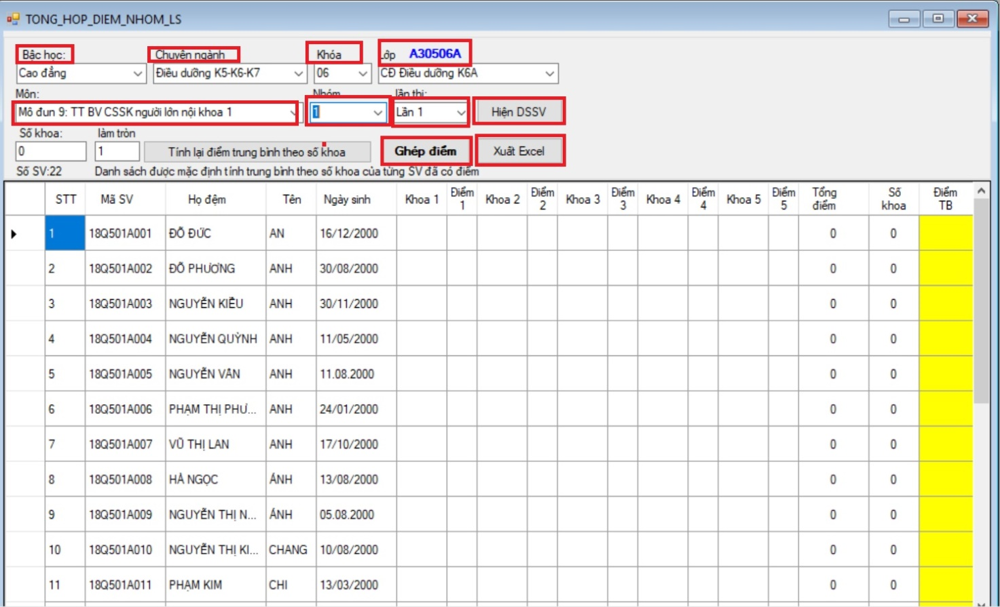 TONG_HOP_DIEM_NHOM_LS
Bậc học: Chuyên ngành Khóa Lớp A30506A
Cao đẳng Điều dưỡng K5-K6-K7 06 CĐ Điều dưỡng K6A
Môn: Nhóm lần thi:
Mô đun 9: TT BV CSSK người lớn nội khoa 1 1 Lần 1 Hiện DSSV
Số khoa: làm tròn
0 1 Tính lại điểm trung bình theo số khoa Ghép điểm Xuất Excel
Số SV:22 Danh sách được mặc định tính trung bình theo số khoa của từng SV đã có điểm
STT Mã SV Họ đệm Tên Ngày sinh Khoa 1 Điểm 1 Khoa 2 Điểm 2 Khoa 3 Điểm 3 Khoa 4 Điểm 4 Khoa 5 Điểm 5 Tổng điểm Số khoa Điểm TB
1 18Q501A001 ĐỖ ĐỨC AN 16/12/2000 0 0
2 18Q501A002 ĐỖ PHƯƠNG ANH 30/08/2000 0 0
3 18Q501A003 NGUYỄN KIỀU ANH 30/11/2000 0 0
4 18Q501A004 NGUYỄN QUỲNH ANH 11/05/2000 0 0
5 18Q501A005 NGUYỄN VÂN ANH 11.08.2000 0 0
6 18Q501A006 PHẠM THỊ PHƯ... ANH 24/01/2000 0 0
7 18Q501A007 VŨ THỊ LAN ANH 17/10/2000 0 0
8 18Q501A008 HÀ NGỌC ÁNH 13/08/2000 0 0
9 18Q501A009 NGUYỄN THỊ N... ÁNH 05.08.2000 0 0
10 18Q501A010 NGUYỄN THỊ KI... CHANG 10/08/2000 0 0
11 18Q501A011 PHẠM KIM CHI 13/03/2000 0 0